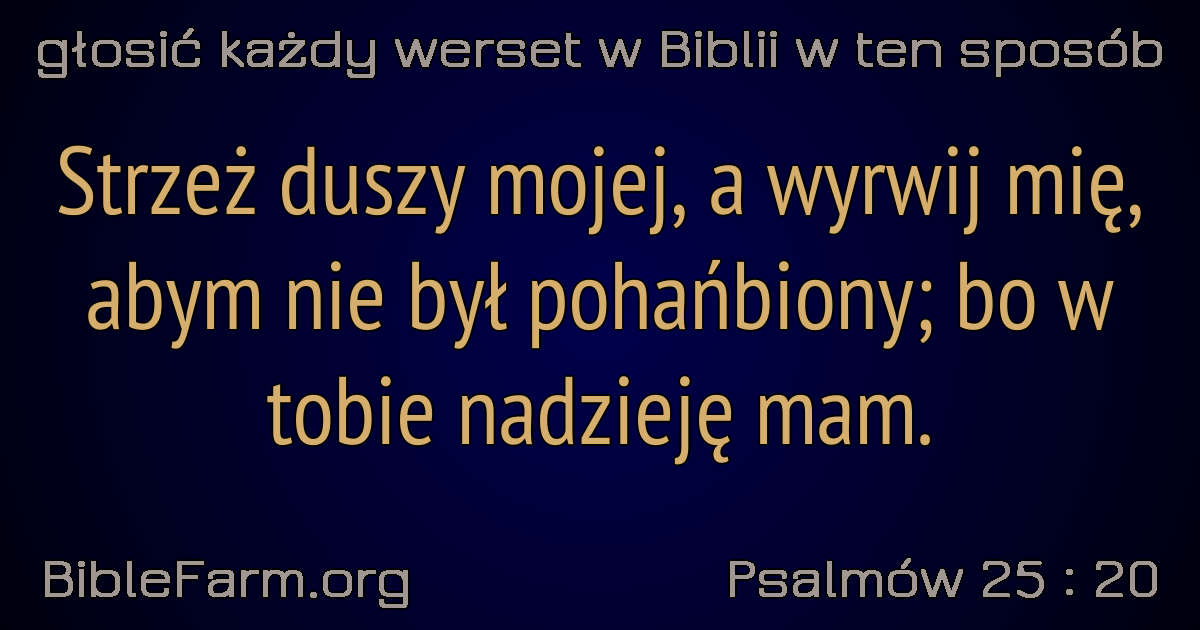 głosić każdy werset w Biblii w ten sposób
Strzeż duszy mojej, a wyrwij mię,
abym nie był pohańbiony; bo w
tobie nadzieję mam.
BibleFarm.org
Psalmów 25 : 20